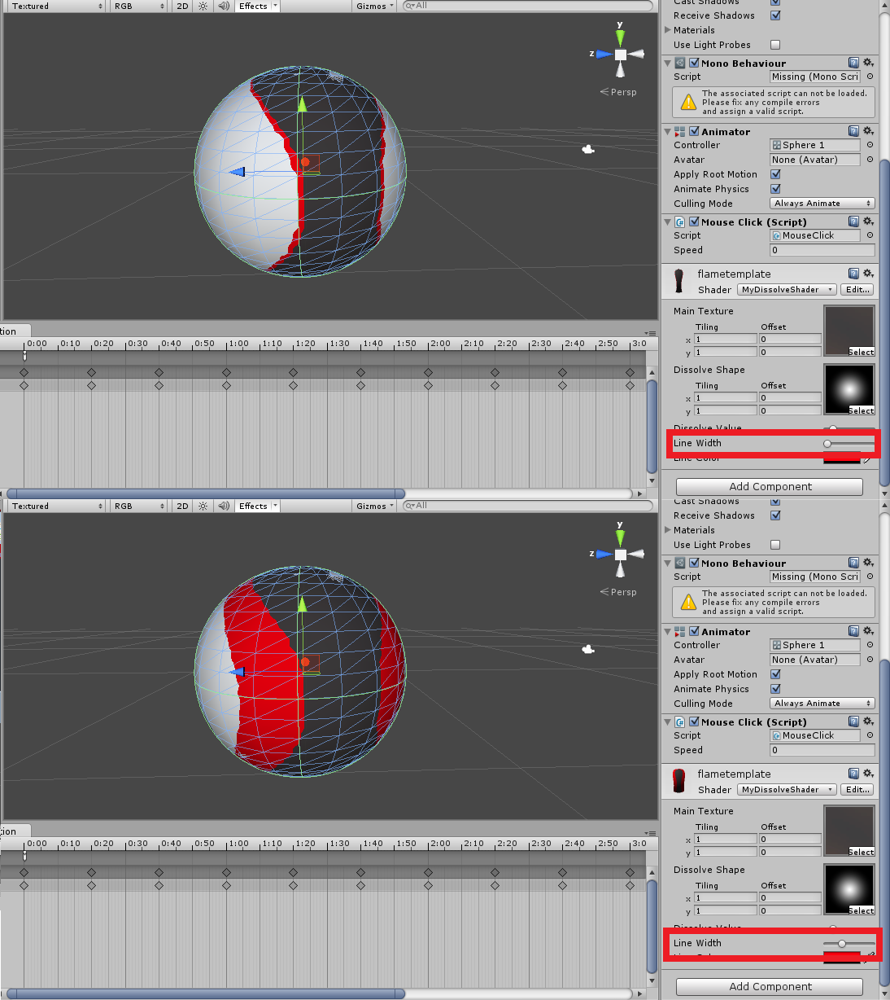 Textured RGB 2D Effects Gizmos All
y
z
Persp
Cast Shadows
Receive Shadows
Materials
Use Light Probes
Mono Behaviour
Script Missing (Mono Scri
The associated script can not be loaded.
Please fix any compile errors
and assign a valid script.
Animator
Controller Sphere 1
Avatar None (Avatar)
Apply Root Motion
Animate Physics
Culling Mode Always Animate
Mouse Click (Script)
Script MouseClick
Speed 0
flametemplate
Shader MyDissolveShader Edit...
Main Texture
Tiling Offset
x 1 0
y 1 0
Select
Dissolve Shape
Tiling Offset
x 1 0
y 1 0
Select
Dissolve Value
Line Width
Line Color
Add Component
tion
0:00 0:10 0:20 0:30 0:40 0:50 1:00 1:10 1:20 1:30 1:40 1:50 2:00 2:10 2:20 2:30 2:40 2:50 3:0
Textured RGB 2D Effects Gizmos All
y
z
Persp
Cast Shadows
Receive Shadows
Materials
Use Light Probes
Mono Behaviour
Script Missing (Mono Scri
The associated script can not be loaded.
Please fix any compile errors
and assign a valid script.
Animator
Controller Sphere 1
Avatar None (Avatar)
Apply Root Motion
Animate Physics
Culling Mode Always Animate
Mouse Click (Script)
Script MouseClick
Speed 0
flametemplate
Shader MyDissolveShader Edit...
Main Texture
Tiling Offset
x 1 0
y 1 0
Select
Dissolve Shape
Tiling Offset
x 1 0
y 1 0
Select
Dissolve Value
Line Width
Line Color
Add Component
tion
0:00 0:10 0:20 0:30 0:40 0:50 1:00 1:10 1:20 1:30 1:40 1:50 2:00 2:10 2:20 2:30 2:40 2:50 3:0